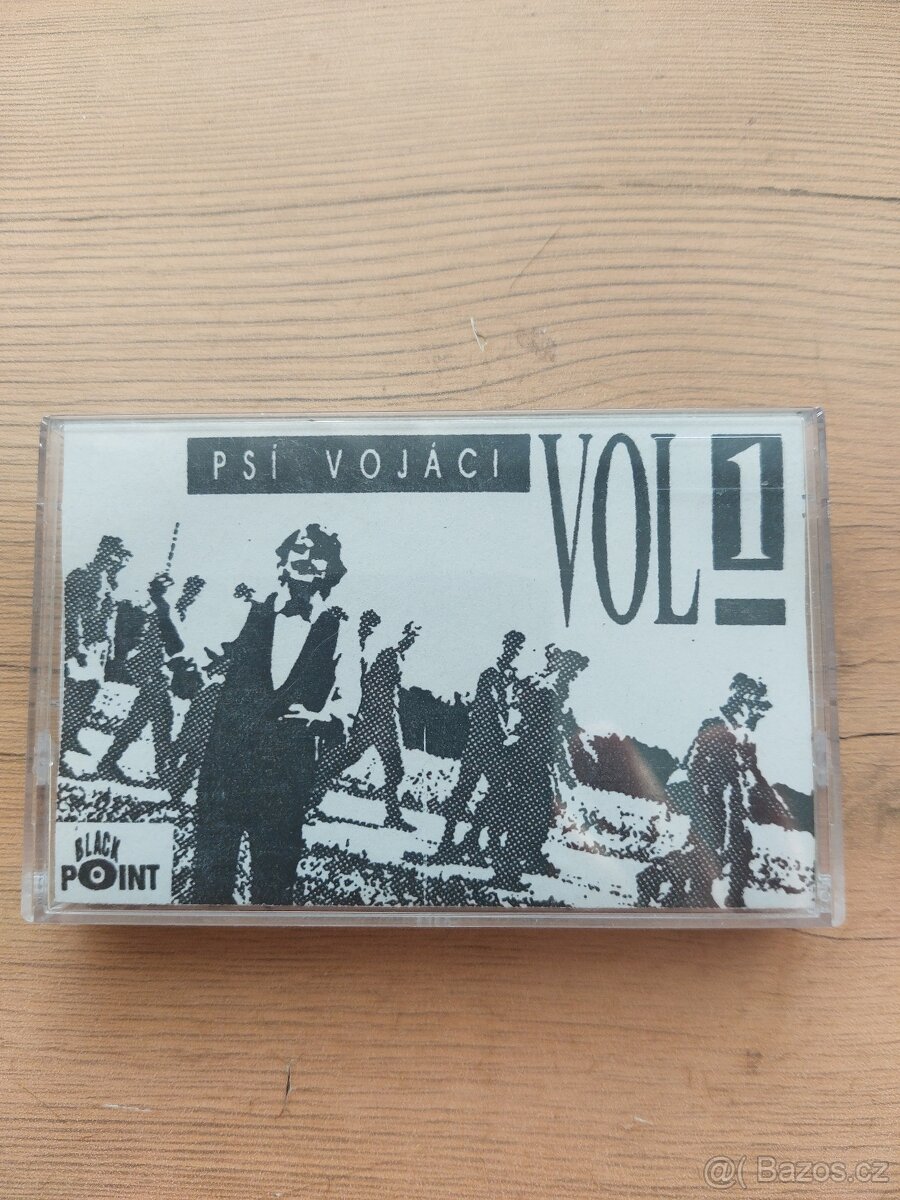 PSÍ VOJÁCI
VOL 1
BLACK
POINT
@( Bazos.cz